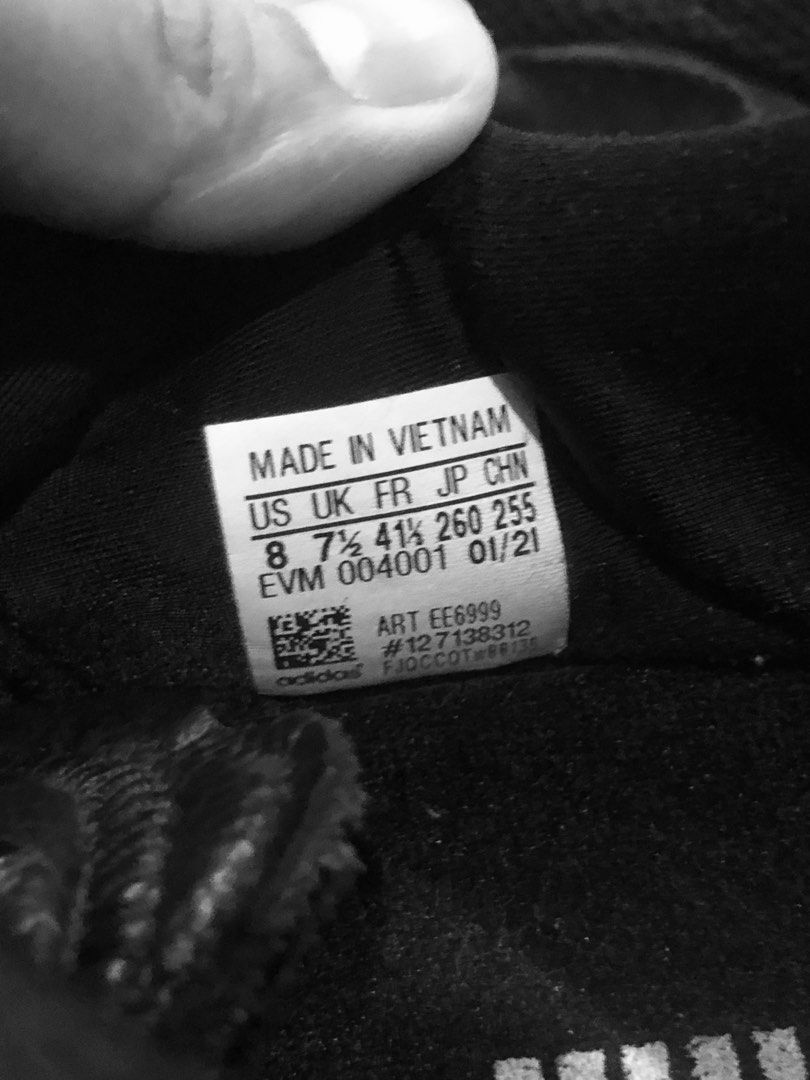 MADE IN VIETNAM
US UK FR JP CHN
8 7½ 41⅓ 260 255
EVM 004001 01/21
ART EE6999
#127138312
adidas